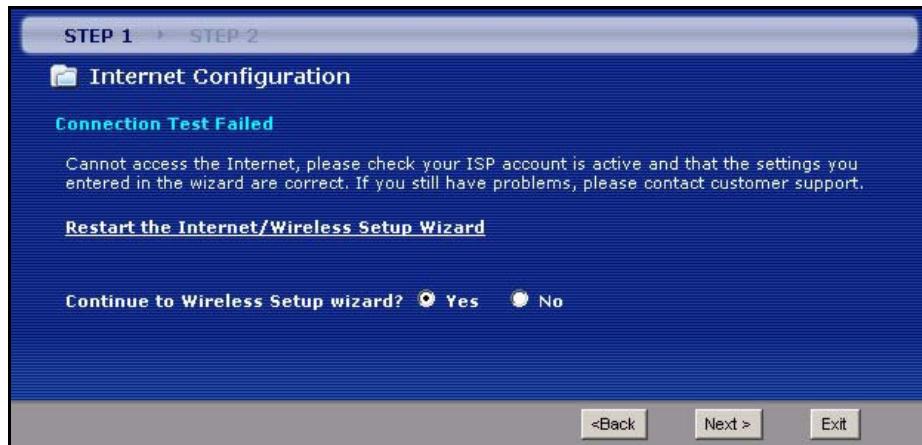 STEP 1 STEP 2
Internet Configuration
Connection Test Failed
Cannot access the Internet, please check your ISP account is active and that the settings you
entered in the wizard are correct. If you still have problems, please contact customer support.
Restart the Internet/Wireless Setup Wizard
Continue to Wireless Setup wizard? Yes No
<Back Next > Exit